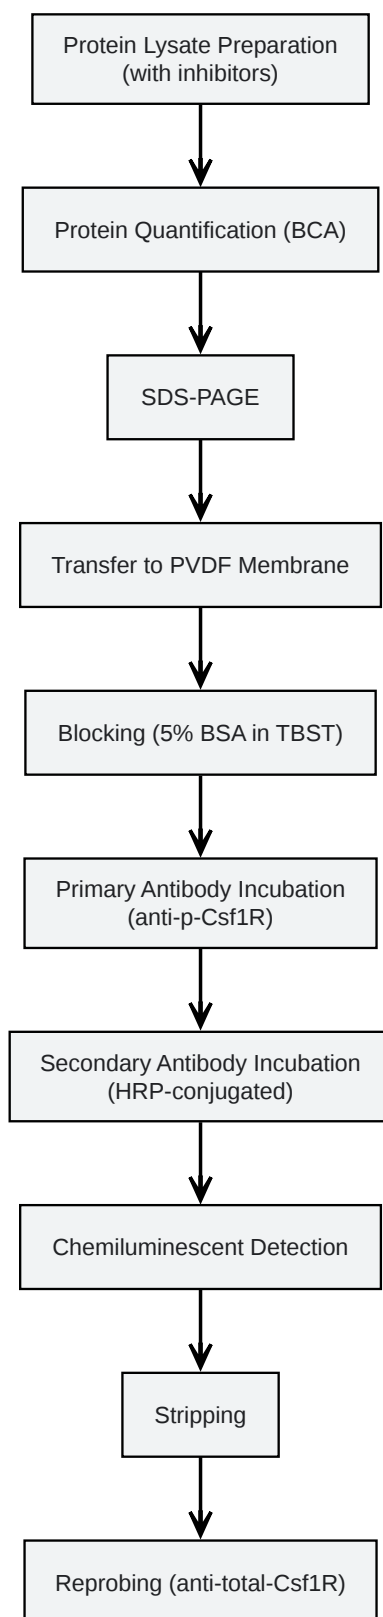 Protein Lysate Preparation
(with inhibitors)
Protein Quantification (BCA)
SDS-PAGE
Transfer to PVDF Membrane
Blocking (5% BSA in TBST)
Primary Antibody Incubation
(anti-p-Csf1R)
Secondary Antibody Incubation
(HRP-conjugated)
Chemiluminescent Detection
Stripping
Reprobing (anti-total-Csf1R)